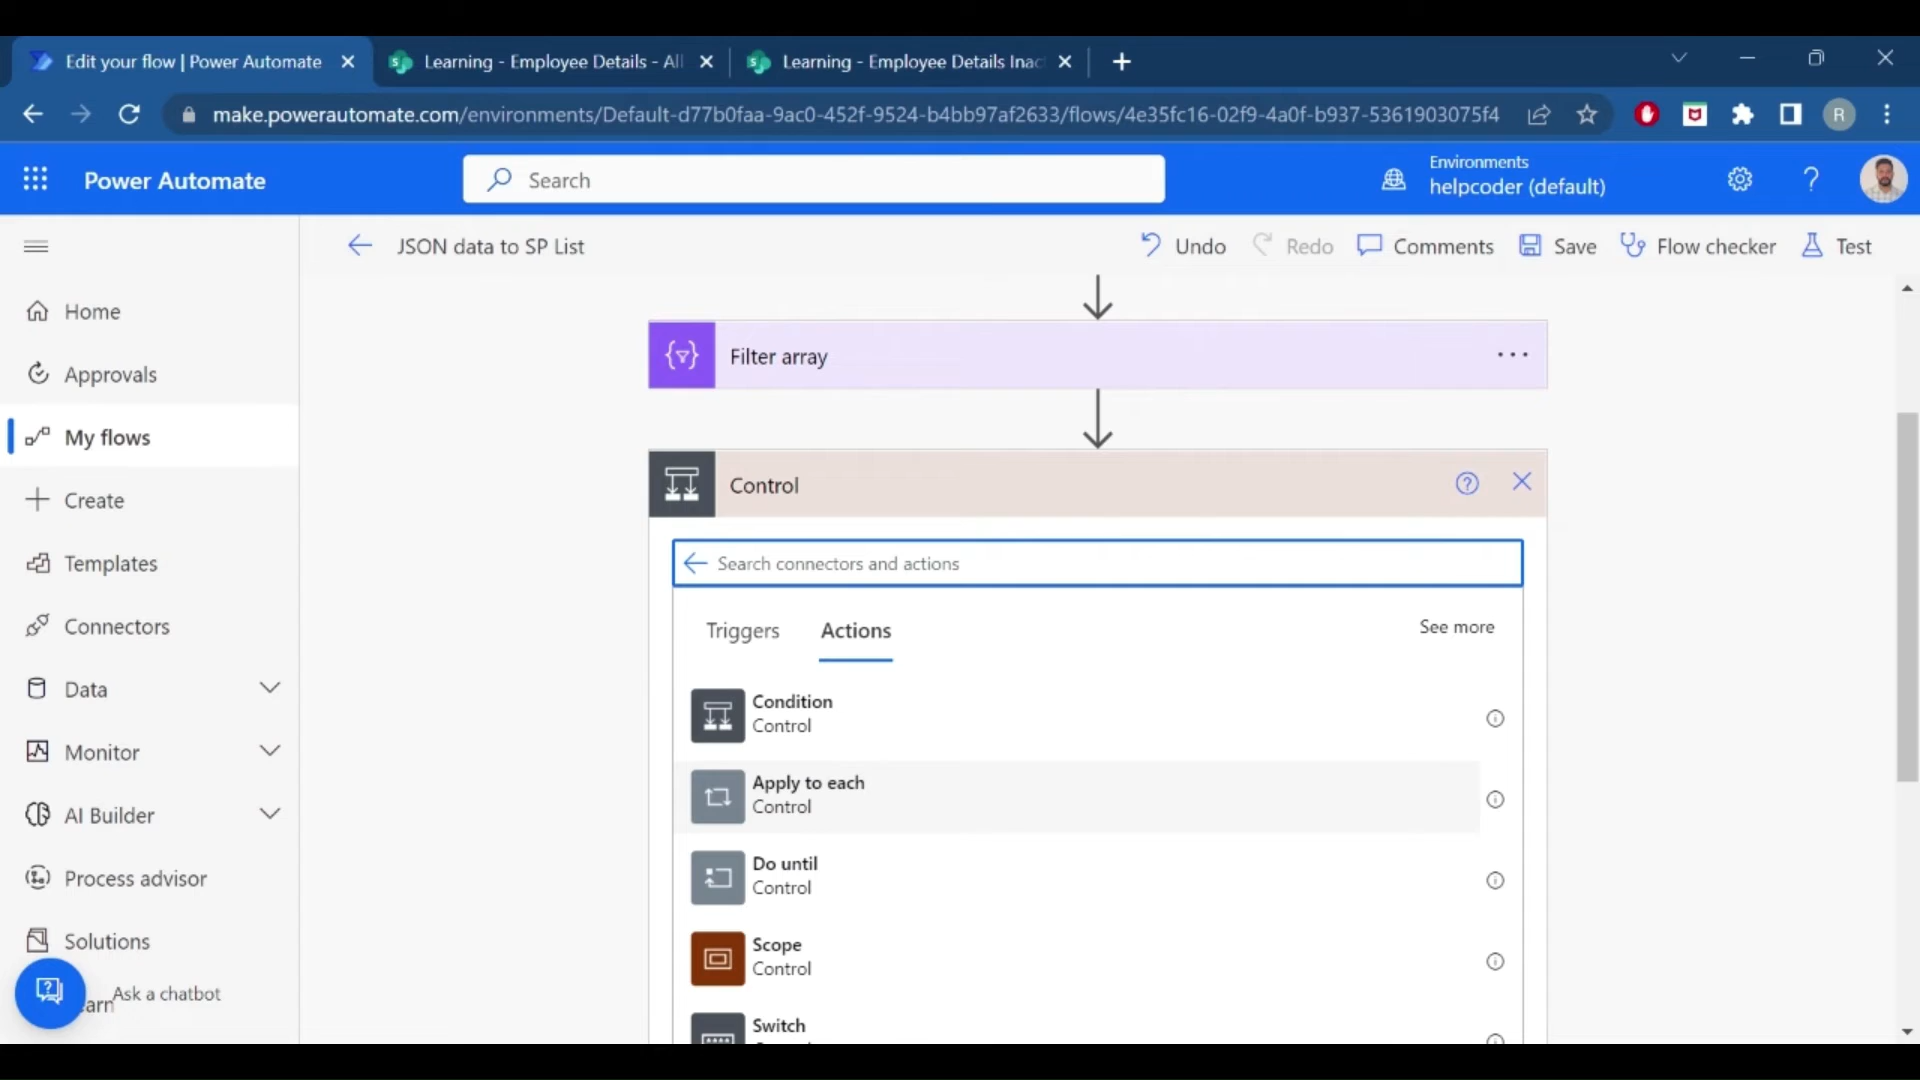 Edit your flow | Power Automate
Learning - Employee Details - All
Learning - Employee Details Inac
make.powerautomate.com/environments/Default-d77b0faa-9ac0-452f-9524-b4bb97af2633/flows/4e35fc16-02f9-4a0f-b937-5361903075f4
R
Power Automate
Search
Environments
helpcoder (default)
JSON data to SP List
Undo
Redo
Comments
Save
Flow checker
Test
Home
Approvals
My flows
Create
Templates
Connectors
Data
Monitor
AI Builder
Process advisor
Solutions
Ask a chatbot
Filter array
Control
Search connectors and actions
Triggers
Actions
See more
Condition
Control
Apply to each
Control
Do until
Control
Scope
Control
Switch